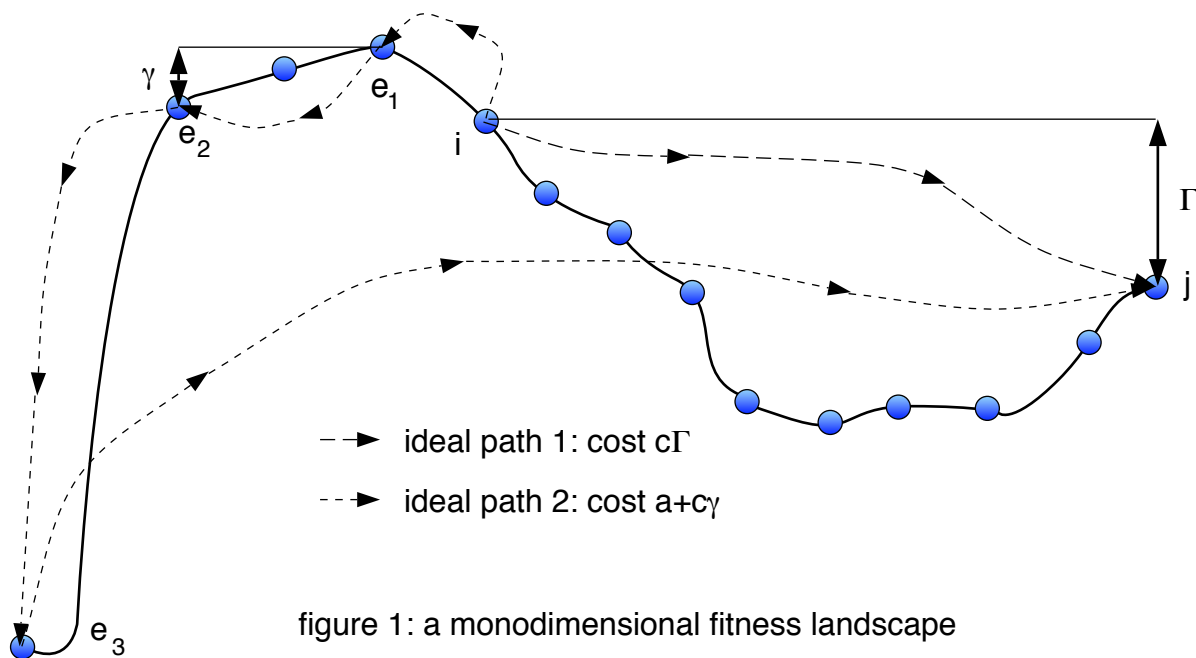 γ
e1
e2
i
Γ
j
ideal path 1: cost cΓ
ideal path 2: cost a+cγ
e3
figure 1: a monodimensional fitness landscape